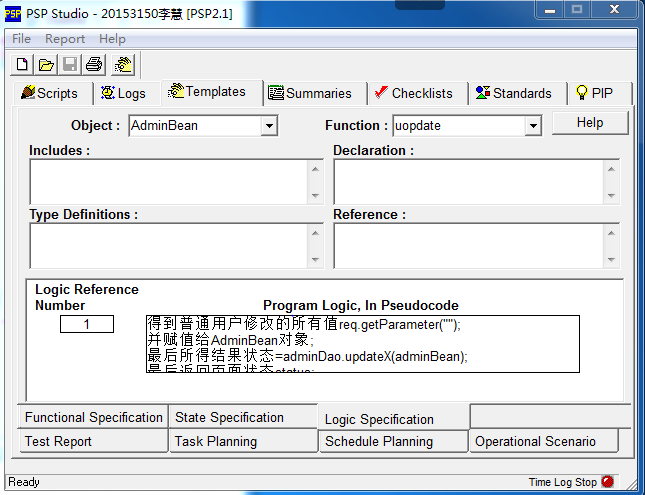 PSP Studio - 20153150李慧 [PSP2.1]
File Report Help
Scripts Logs Templates Summaries Checklists Standards PIP
Object : AdminBean Function : uopdate Help
Includes : Declaration :
Type Definitions : Reference :
Logic Reference
Number Program Logic, In Pseudocode
1 得到普通用户修改的所有值req.getParameter("");
并赋值给AdminBean对象;
最后所得结果状态=adminDao.updateX(adminBean);
最后返回页面状态status;
Functional Specification State Specification Logic Specification
Test Report Task Planning Schedule Planning Operational Scenario
Ready Time Log Stop